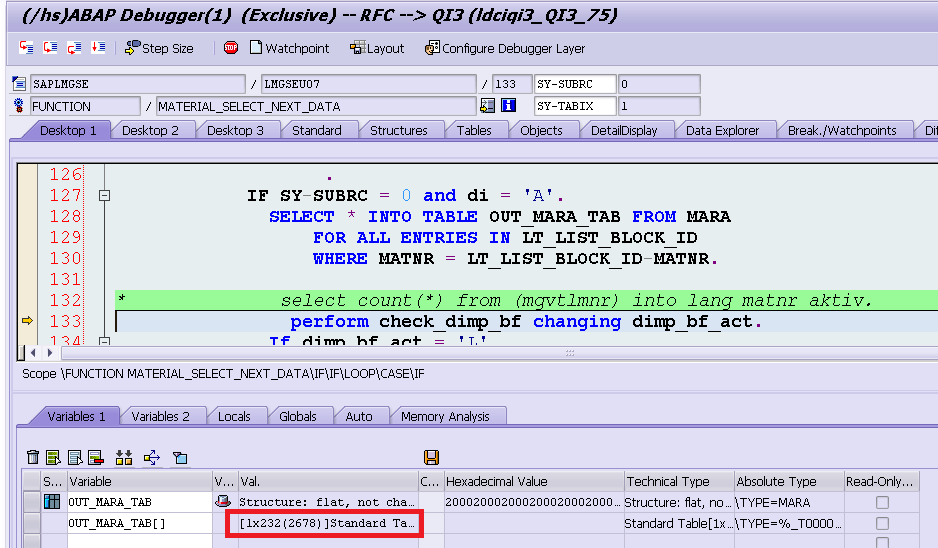 (/hs)ABAP Debugger(1) (Exclusive) -- RFC --> QI3 (ldciqi3_QI3_75)
Step Size STOP Watchpoint Layout Configure Debugger Layer
SAPLMGSE / LMGSEU07 / 133 SY-SUBRC 0
FUNCTION / MATERIAL_SELECT_NEXT_DATA SY-TABIX 1
Desktop 1 Desktop 2 Desktop 3 Standard Structures Tables Objects DetailDisplay Data Explorer Break./Watchpoints Dif
126 .
127 IF SY-SUBRC = 0 and di = 'A'.
128 SELECT * INTO TABLE OUT_MARA_TAB FROM MARA
129 FOR ALL ENTRIES IN LT_LIST_BLOCK_ID
130 WHERE MATNR = LT_LIST_BLOCK_ID-MATNR.
131
132 * select count(*) from (mgvtlmnr) into lang matnr aktiv.
133 perform check_dimp_bf changing dimp_bf_act.
134 If dimp_bf_act = 'L'
Scope \FUNCTION MATERIAL_SELECT_NEXT_DATA\IF\IF\LOOP\CASE\IF
Variables 1 Variables 2 Locals Globals Auto Memory Analysis
S... Variable V... Val. C... Hexadecimal Value Technical Type Absolute Type Read-Only...
OUT_MARA_TAB Structure: flat, not cha... 2000200020002000200020002000... Structure: flat, no... \TYPE=MARA
OUT_MARA_TAB[] [1x232(2678)]Standard Ta... Standard Table[1x... \TYPE=%_T0000...